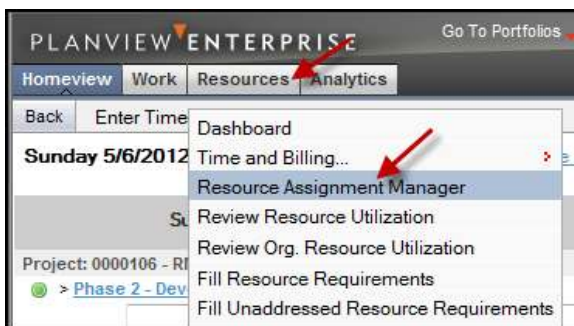 PLANVIEW ENTERPRISE
Go To Portfolios
Homeview Work Resources Analytics
Back Enter Time
Sunday 5/6/2012
Dashboard
Time and Billing...
Resource Assignment Manager
Review Resource Utilization
Review Org. Resource Utilization
Fill Resource Requirements
Fill Unaddressed Resource Requirements
Project: 0000106 -
> Phase 2 -